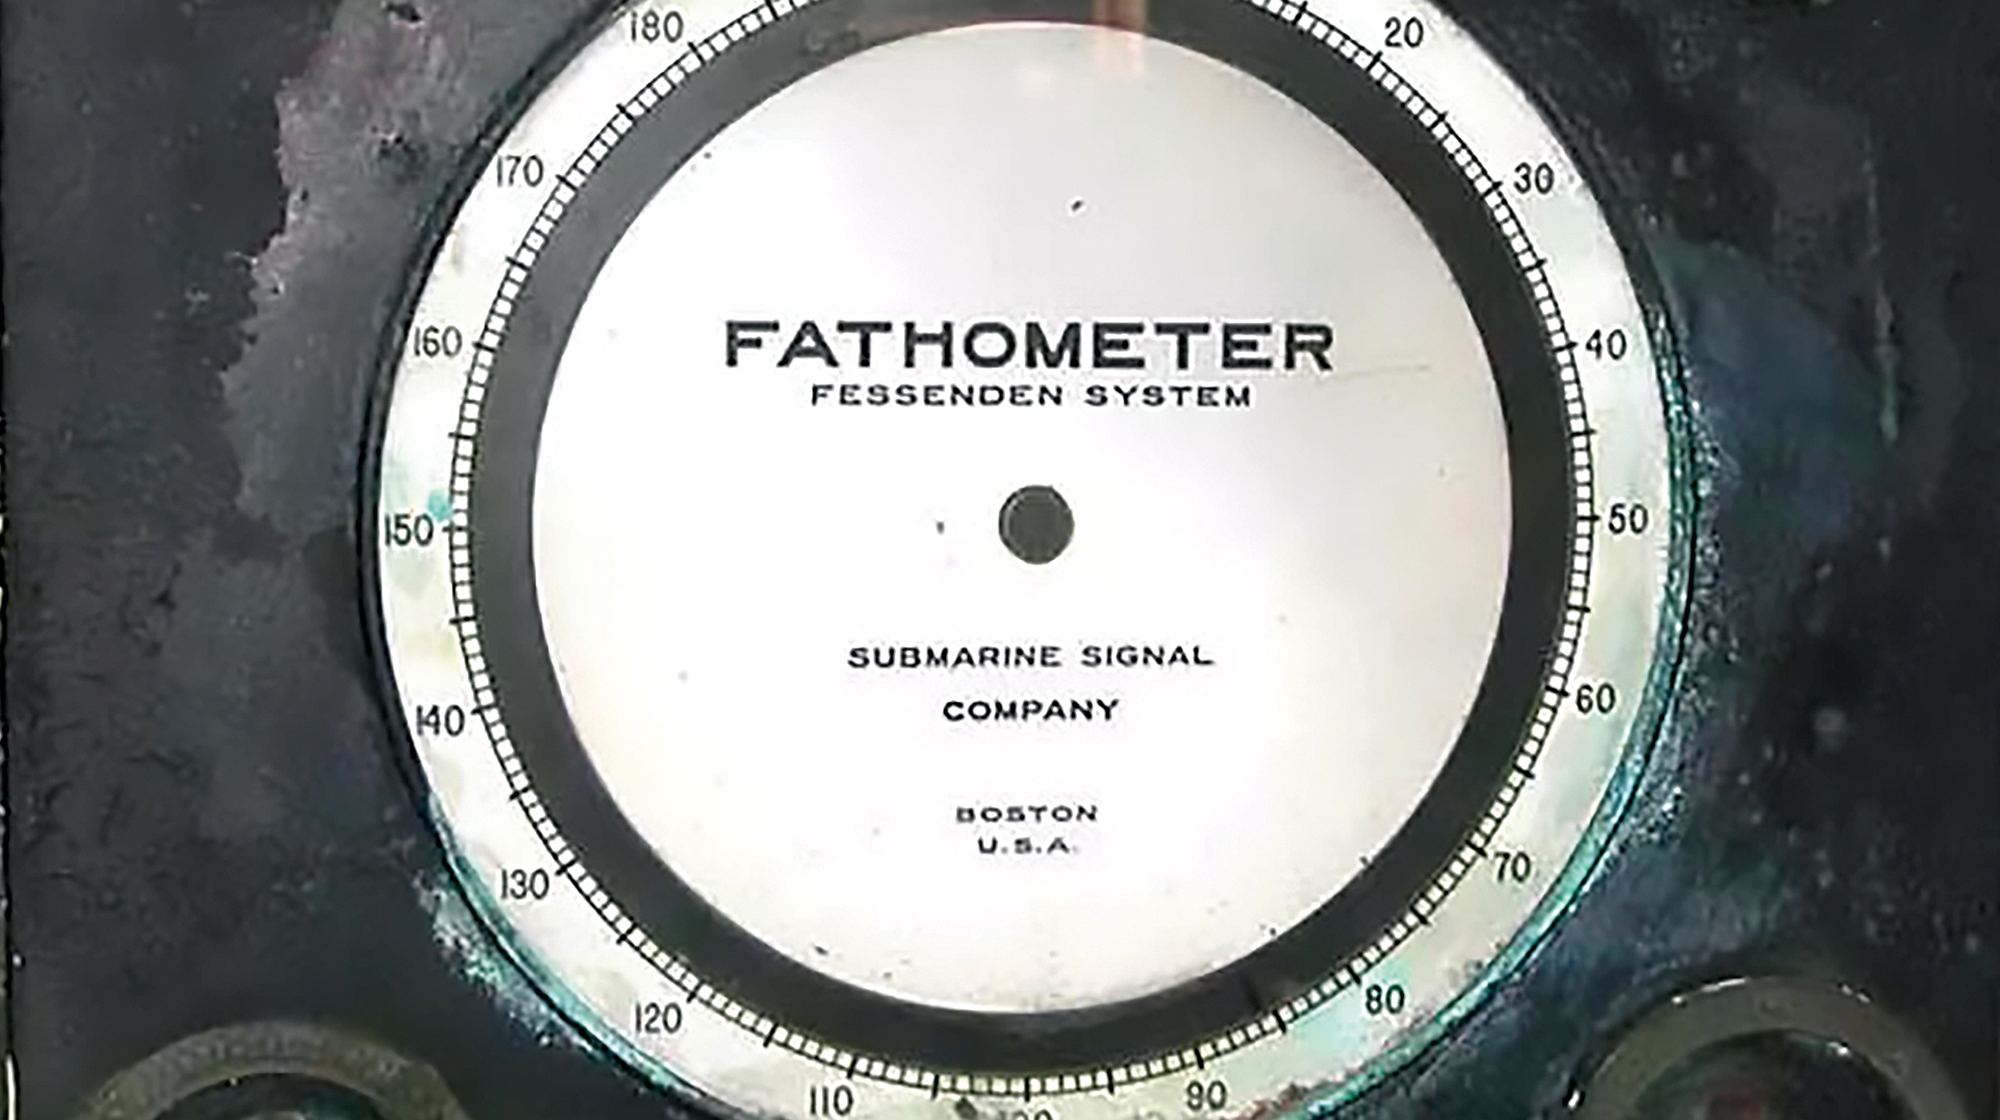 180
20
170
30
160
40
FATHOMETER
FESSENDEN SYSTEM
150
50
SUBMARINE SIGNAL
COMPANY
140
60
BOSTON
U.S.A.
130
70
120
80
110
90